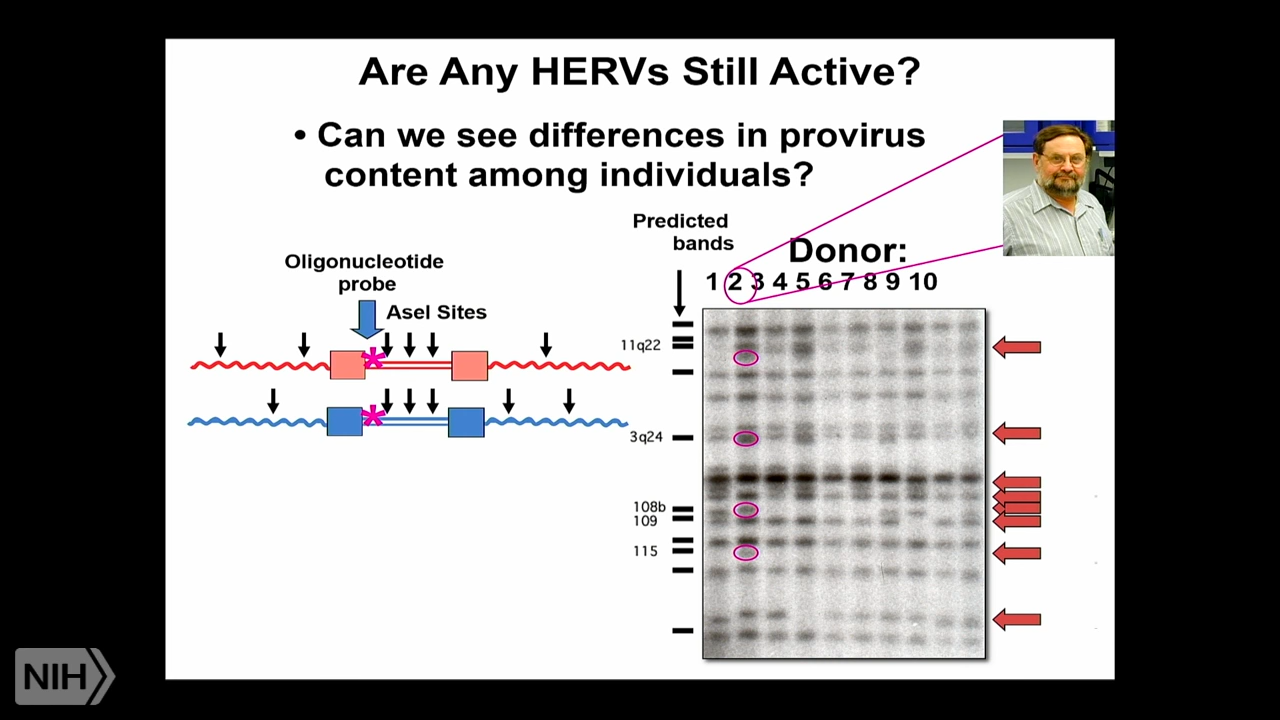 Are Any HERVs Still Active?
• Can we see differences in provirus
content among individuals?
Predicted
bands
Donor:
1 2 3 4 5 6 7 8 9 10
Oligonucleotide
probe
AseI Sites
*
*
11q22
3q24
108b
109
115
NIH